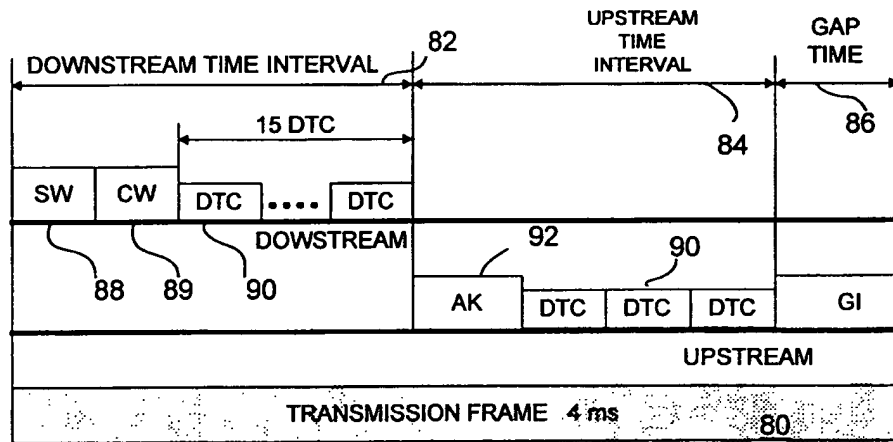 DOWNSTREAM TIME INTERVAL
82
UPSTREAM
TIME
INTERVAL
84
GAP
TIME
86
15 DTC
SW
CW
DTC
....
DTC
DOWSTREAM
88
89
90
92
90
AK
DTC
DTC
DTC
GI
UPSTREAM
TRANSMISSION FRAME 4 ms
80